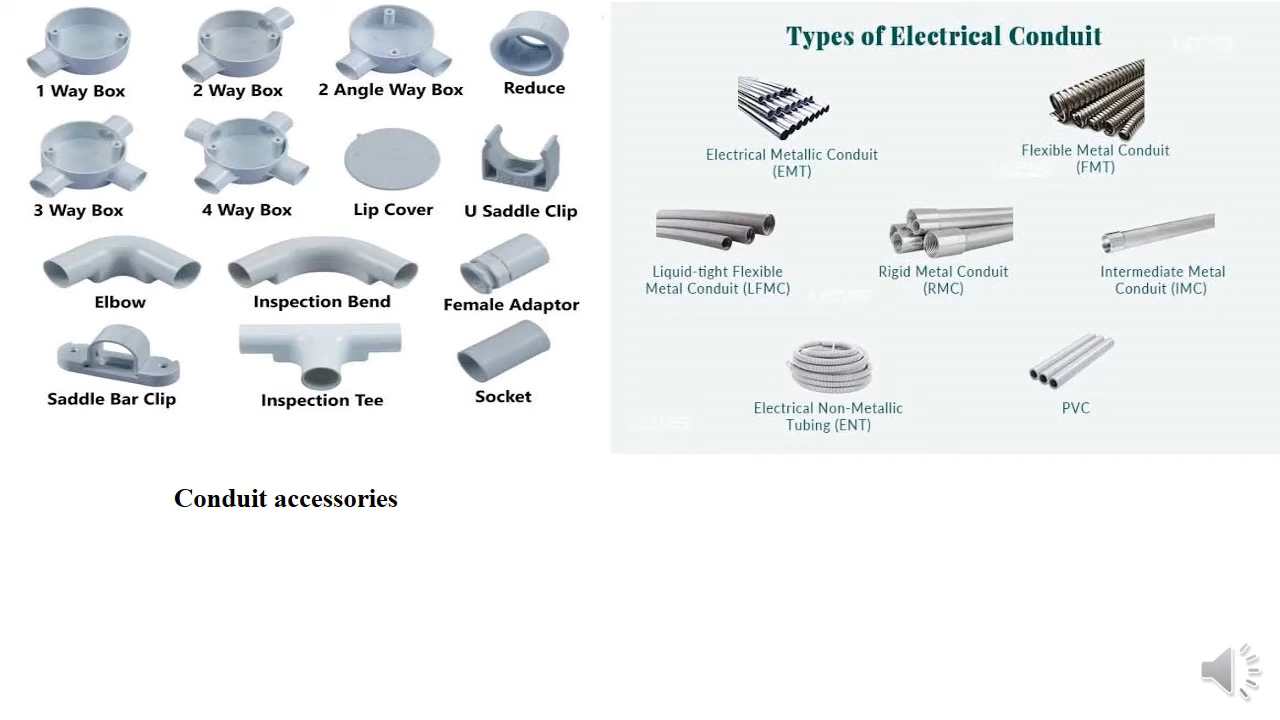 1 Way Box
2 Way Box
2 Angle Way Box
Reduce
3 Way Box
4 Way Box
Lip Cover
U Saddle Clip
Elbow
Inspection Bend
Female Adaptor
Saddle Bar Clip
Inspection Tee
Socket
Conduit accessories
Types of Electrical Conduit
Electrical Metallic Conduit
(EMT)
Flexible Metal Conduit
(FMT)
Liquid-tight Flexible
Metal Conduit (LFMC)
Rigid Metal Conduit
(RMC)
Intermediate Metal
Conduit (IMC)
Electrical Non-Metallic
Tubing (ENT)
PVC